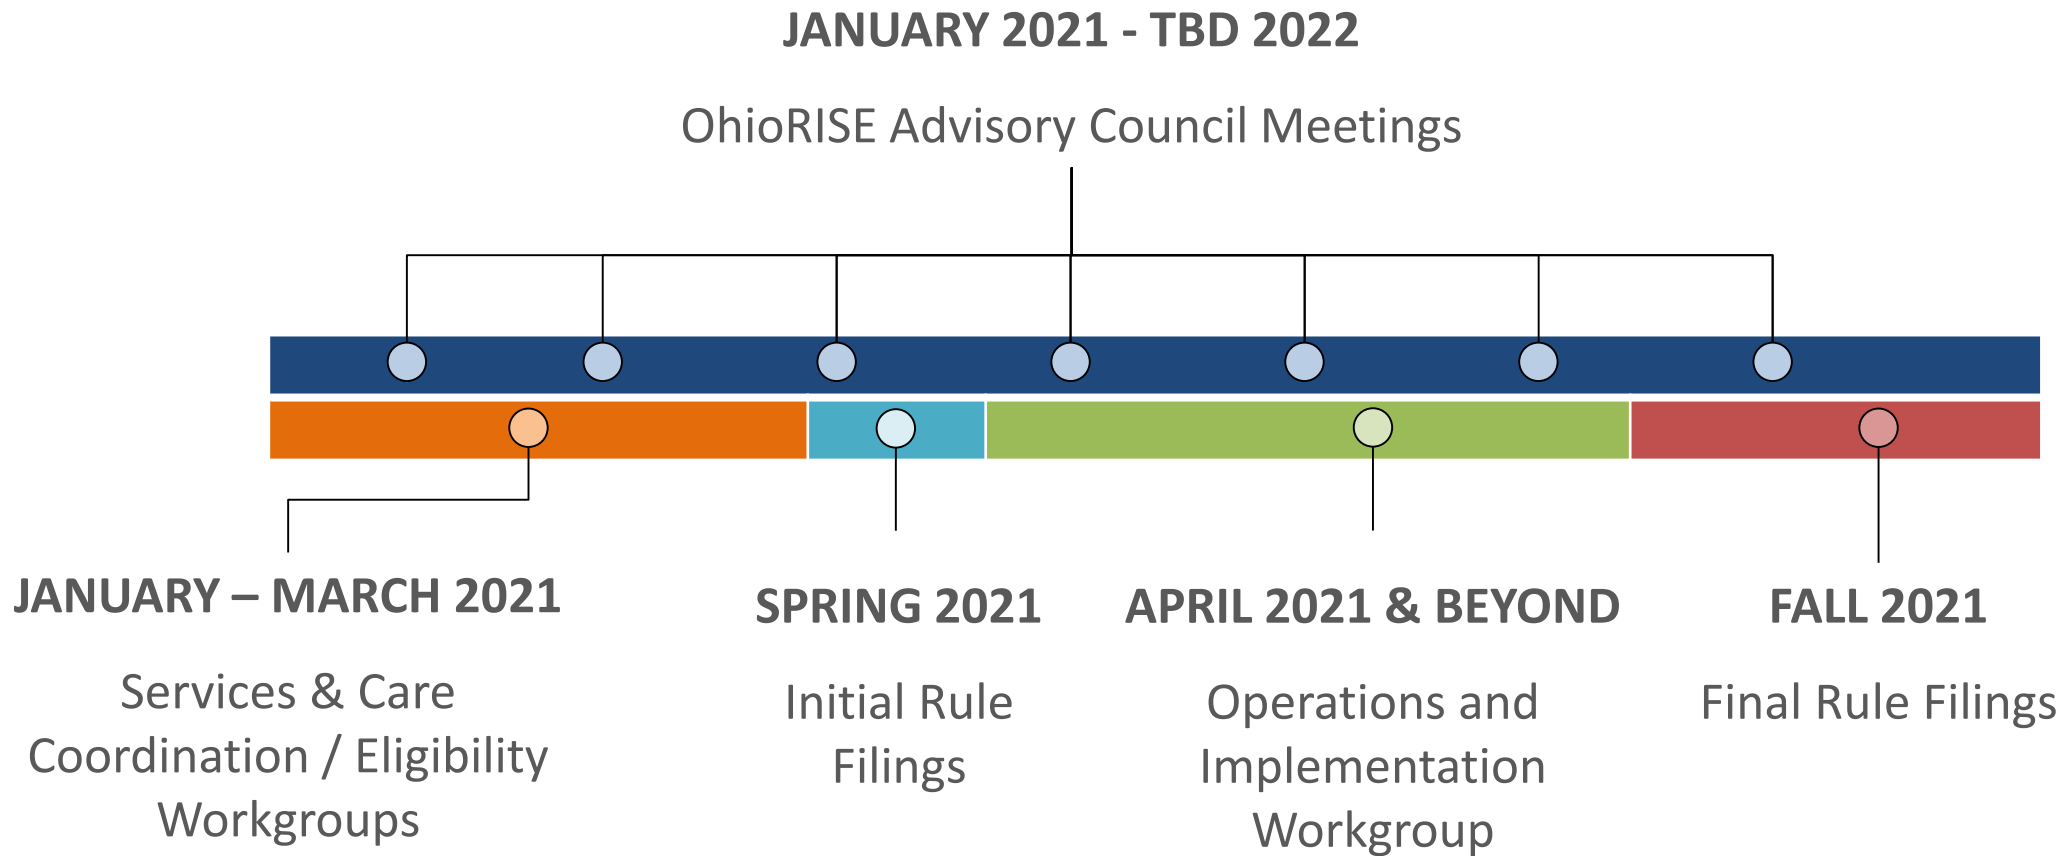 JANUARY 2021 - TBD 2022
OhioRISE Advisory Council Meetings
JANUARY – MARCH 2021
Services & Care
Coordination / Eligibility
Workgroups
SPRING 2021
Initial Rule
Filings
APRIL 2021 & BEYOND
Operations and
Implementation
Workgroup
FALL 2021
Final Rule Filings